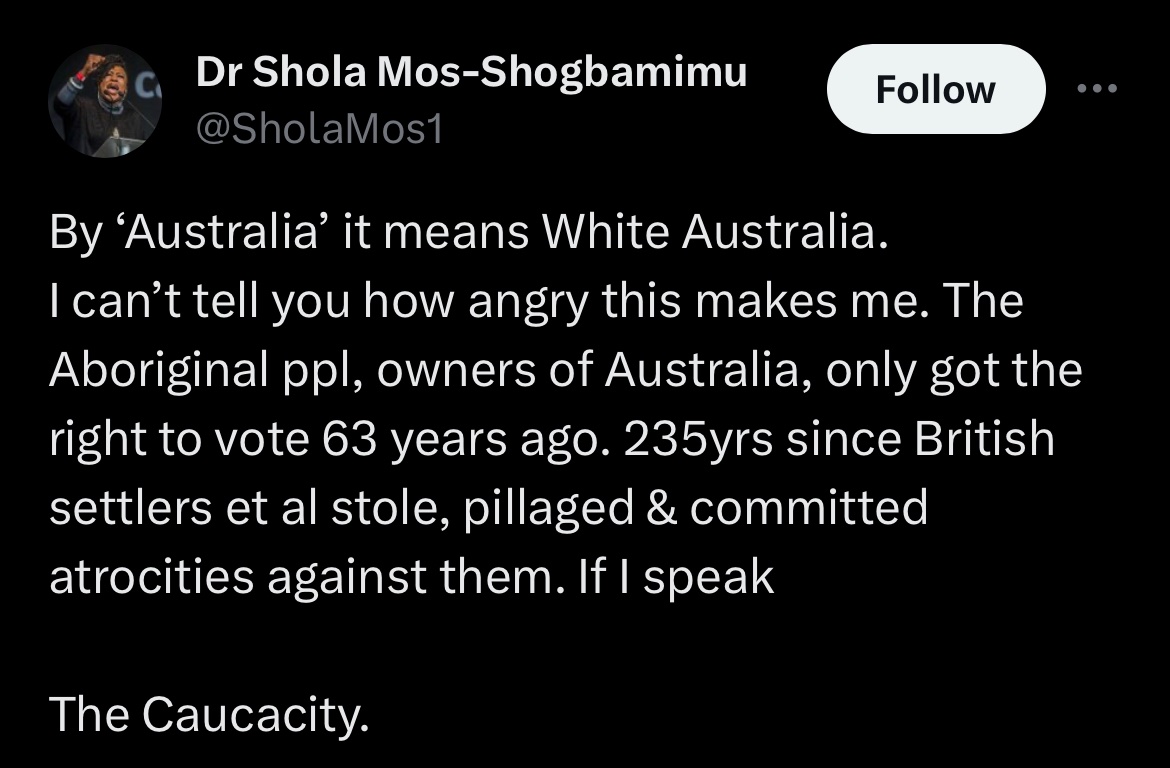 Dr Shola Mos-Shogbamimu
@SholaMos1
Follow
By ‘Australia’ it means White Australia.
I can’t tell you how angry this makes me. The
Aboriginal ppl, owners of Australia, only got the
right to vote 63 years ago. 235yrs since British
settlers et al stole, pillaged & committed
atrocities against them. If I speak
The Caucacity.